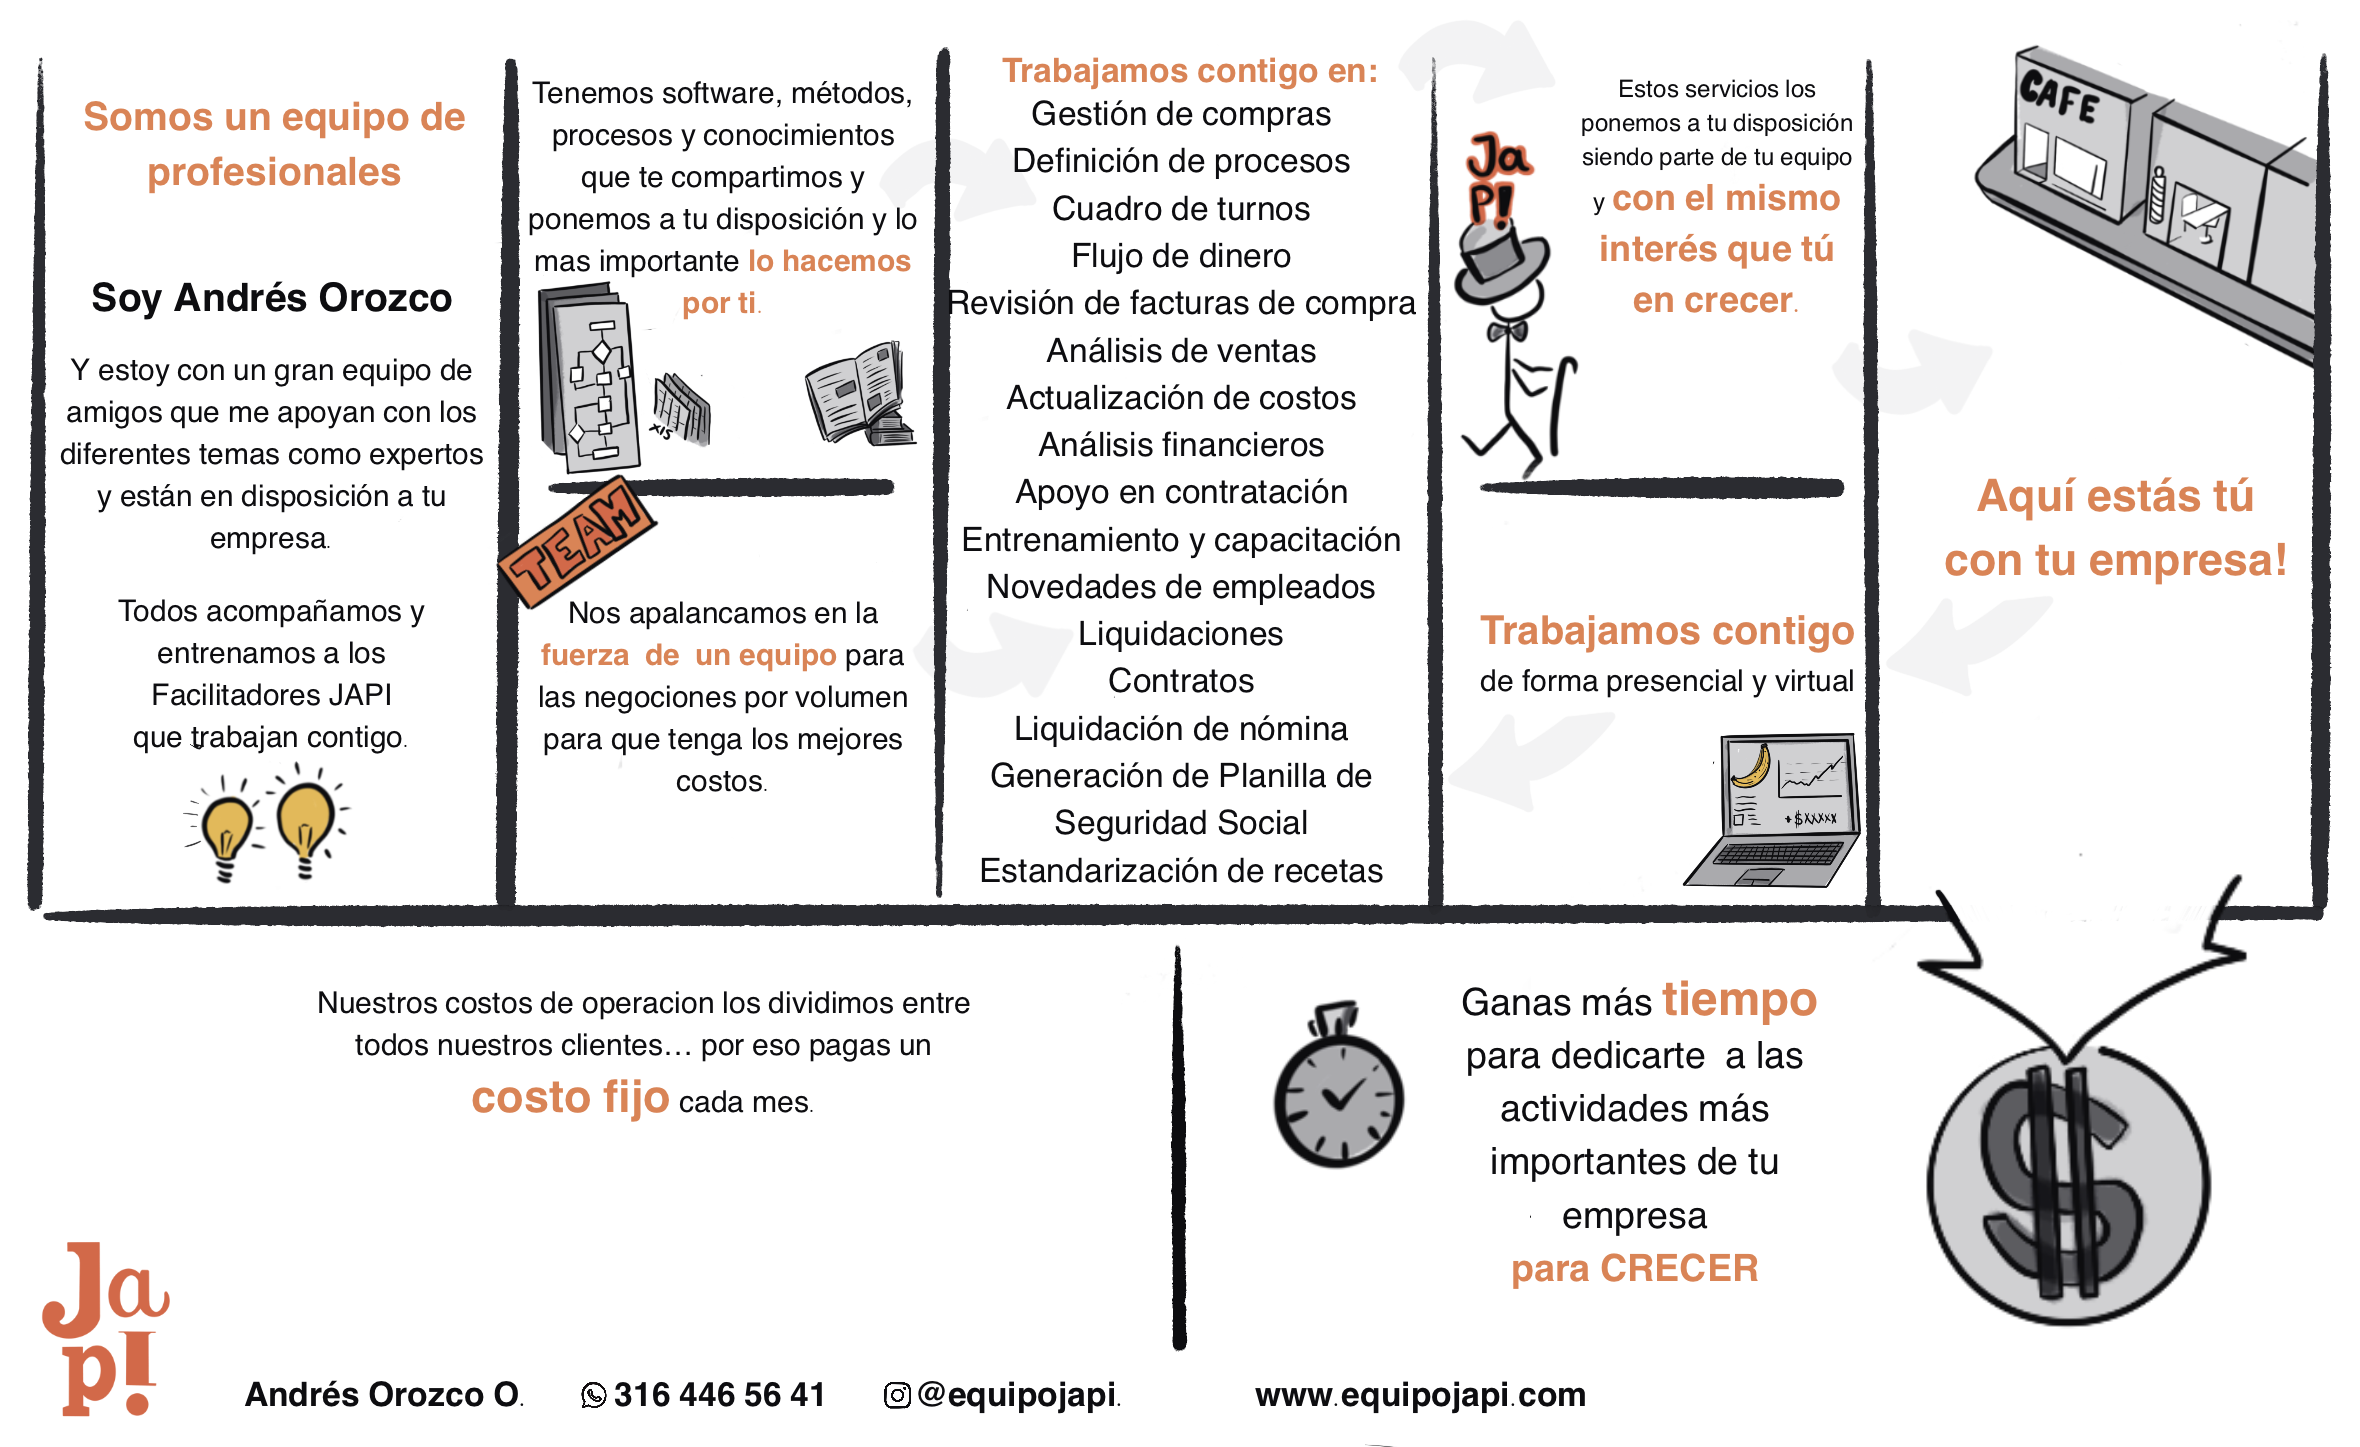 Somos un equipo de
profesionales
Soy Andrés Orozco
Y estoy con un gran equipo de
amigos que me apoyan con los
diferentes temas como expertos
y están en disposición a tu
empresa.
Todos acompañamos y
entrenamos a los
Facilitadores JAPI
que trabajan contigo.
Tenemos software, métodos,
procesos y conocimientos
que te compartimos y
ponemos a tu disposición y lo
mas importante lo hacemos
por ti.
XIS
TEAM
Nos apalancamos en la
fuerza de un equipo para
las negociones por volumen
para que tenga los mejores
costos.
Trabajamos contigo en:
Gestión de compras
Definición de procesos
Cuadro de turnos
Flujo de dinero
Revisión de facturas de compra
Análisis de ventas
Actualización de costos
Análisis financieros
Apoyo en contratación
Entrenamiento y capacitación
Novedades de empleados
Liquidaciones
Contratos
Liquidación de nómina
Generación de Planilla de
Seguridad Social
Estandarización de recetas
Ja
P!
Estos servicios los
ponemos a tu disposición
siendo parte de tu equipo
y con el mismo
interés que tú
en crecer.
Trabajamos contigo
de forma presencial y virtual
+$XXXXX
CAFE
Aquí estás tú
con tu empresa!
Nuestros costos de operacion los dividimos entre
todos nuestros clientes... por eso pagas un
costo fijo cada mes.
Ganas más tiempo
para dedicarte a las
actividades más
importantes de tu
empresa
para CRECER
$
Ja
p!
Andrés Orozco O. 316 446 56 41 @equipojapi. www.equipojapi.com